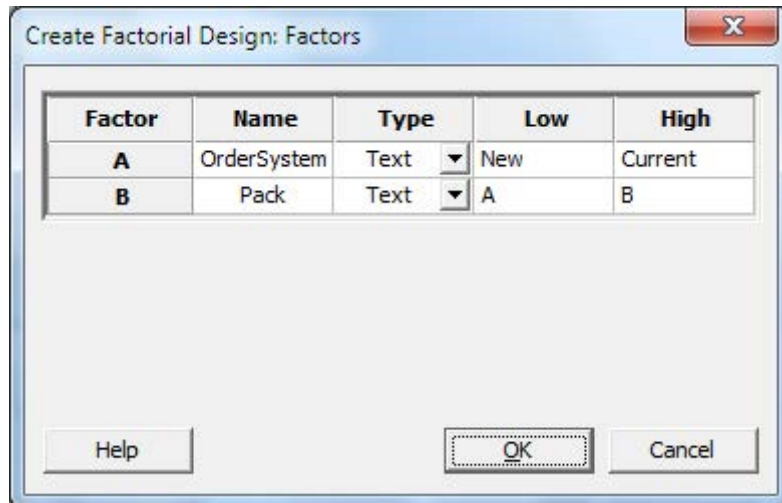 Create Factorial Design: Factors
Factor Name Type Low High
A OrderSystem Text New Current
B Pack Text A B
Help OK Cancel